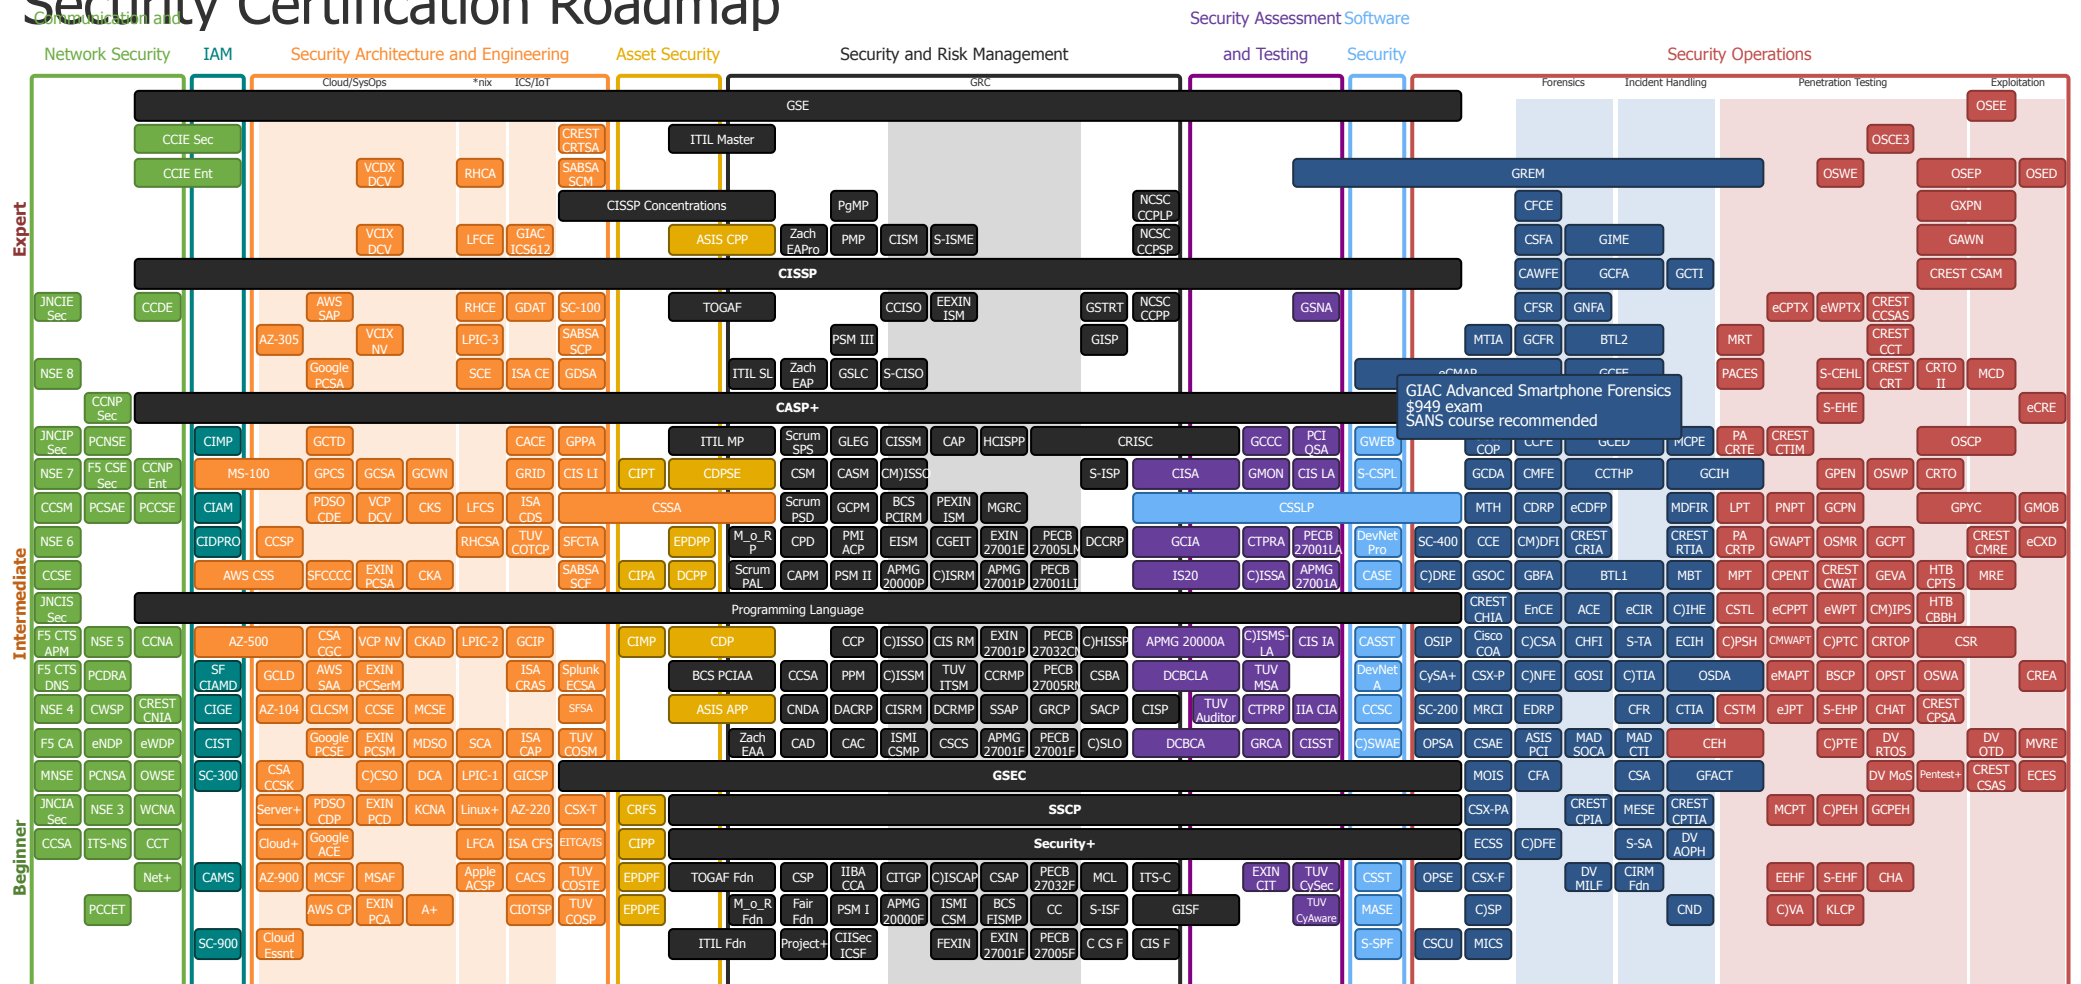 Security Certification Roadmap
Communication and
Network Security
IAM
Security Architecture and Engineering
Asset Security
Security and Risk Management
Security Assessment
and Testing
Software
Security
Security Operations
Cloud/SysOps
*nix
ICS/IoT
GRC
Forensics
Incident Handling
Penetration Testing
Exploitation
Expert
Intermediate
Beginner
GSE
OSEE
CCIE Sec
CREST
CRTSA
ITIL Master
OSCE3
CCIE Ent
VCDX
DCV
RHCA
SABSA
SCM
GREM
OSWE
OSEP
OSED
CISSP Concentrations
PgMP
NCSC
CCPLP
CFCE
GXPN
VCIX
DCV
LFCE
GIAC
ICS612
ASIS CPP
Zach
EAPro
PMP
CISM
S-ISME
NCSC
CCPSP
CSFA
GIME
GAWN
CISSP
CAWFE
GCFA
GCTI
CREST CSAM
JNCIE
Sec
CCDE
AWS
SAP
RHCE
GDAT
SC-100
TOGAF
CCISO
EEXIN
ISM
GSTRT
NCSC
CCPP
GSNA
CFSR
GNFA
eCPTX
eWPTX
CREST
CCSAS
AZ-305
VCIX
NV
LPIC-3
SABSA
SCP
PSM III
GISP
MTIA
GCFR
BTL2
MRT
CREST
CCT
NSE 8
Google
PCSA
SCE
ISA CE
GDSA
ITIL SL
Zach
EAP
GSLC
S-CISO
eCMAP
GCFE
PACES
S-CEHL
CREST
CRT
CRTO
II
MCD
GIAC Advanced Smartphone Forensics
$949 exam
SANS course recommended
CCNP
Sec
CASP+
S-EHE
eCRE
JNCIP
Sec
PCNSE
CIMP
GCTD
CACE
GPPA
ITIL MP
Scrum
SPS
GLEG
CISSM
CAP
HCISPP
CRISC
GCCC
PCI
QSA
GWEB
COP
CCFE
GCED
MCPE
PA
CRTE
CREST
CTIM
OSCP
NSE 7
F5 CSE
Sec
CCNP
Ent
MS-100
GPCS
GCSA
GCWN
GRID
CIS LI
CIPT
CDPSE
CSM
CASM
CM)ISSO
S-ISP
CISA
GMON
CIS LA
S-CSPL
GCDA
CMFE
CCTHP
GCIH
GPEN
OSWP
CRTO
CCSM
PCSAE
PCCSE
CIAM
PDSO
CDE
VCP
DCV
CKS
LFCS
ISA
CDS
CSSA
Scrum
PSD
GCPM
BCS
PCIRM
PEXIN
ISM
MGRC
CSSLP
MTH
CDRP
eCDFP
MDFIR
LPT
PNPT
GCPN
GPYC
GMOB
NSE 6
CIDPRO
CCSP
RHCSA
TUV
COTCP
SFCTA
EPDPP
M_o_R
P
CPD
PMI
ACP
EISM
CGEIT
EXIN
27001E
PECB
27005LM
DCCRP
GCIA
CTPRA
PECB
27001LA
DevNet
Pro
SC-400
CCE
CM)DFI
CREST
CRIA
CREST
RTIA
PA
CRTP
GWAPT
OSMR
GCPT
CREST
CMRE
eCXD
CCSE
AWS CSS
SFCCCC
EXIN
PCSA
CKA
SABSA
SCF
CIPA
DCPP
Scrum
PAL
CAPM
PSM II
APMG
20000P
C)ISRM
APMG
27001P
PECB
27001LI
IS20
C)ISSA
APMG
27001A
CASE
C)DRE
GSOC
GBFA
BTL1
MBT
MPT
CPENT
CREST
CWAT
GEVA
HTB
CPTS
MRE
JNCIS
Sec
Programming Language
CREST
CHIA
EnCE
ACE
eCIR
C)IHE
CSTL
eCPPT
eWPT
CM)IPS
HTB
CBBH
F5 CTS
APM
NSE 5
CCNA
AZ-500
CSA
CGC
VCP NV
CKAD
LPIC-2
GCIP
CIMP
CDP
CCP
C)ISSO
CIS RM
EXIN
27001P
PECB
27032CM
C)HISSP
APMG 20000A
C)ISMS-
LA
CIS IA
CASST
OSIP
Cisco
COA
C)CSA
CHFI
S-TA
ECIH
C)PSH
CMWAPT
C)PTC
CRTOP
CSR
F5 CTS
DNS
PCDRA
SF
CIAMD
GCLD
AWS
SAA
EXIN
PCSerM
ISA
CRAS
Splunk
ECSA
BCS PCIAA
CCSA
PPM
C)ISSM
TUV
ITSM
CCRMP
PECB
27005RM
CSBA
DCBCLA
TUV
MSA
DevNet
A
CySA+
CSX-P
C)NFE
GOSI
C)TIA
OSDA
eMAPT
BSCP
OPST
OSWA
CREA
NSE 4
CWSP
CREST
CNIA
CIGE
AZ-104
CLCSM
CCSE
MCSE
SFSA
ASIS APP
CNDA
DACRP
CISRM
DCRMP
SSAP
GRCP
SACP
CISP
TUV
Auditor
CTPRP
IIA CIA
CCSC
SC-200
MRCI
EDRP
CFR
CTIA
CSTM
eJPT
S-EHP
CHAT
CREST
CPSA
F5 CA
eNDP
eWDP
CIST
Google
PCSE
EXIN
PCSM
MDSO
SCA
ISA
CAP
TUV
COSM
Zach
EAA
CAD
CAC
ISMI
CSMP
CSCS
APMG
27001F
PECB
27001F
C)SLO
DCBCA
GRCA
CISST
C)SWAE
OPSA
CSAE
ASIS
PCI
MAD
SOCA
MAD
CTI
CEH
C)PTE
DV
RTOS
DV
OTD
MVRE
MNSE
PCNSA
OWSE
SC-300
CSA
CCSK
C)CSO
DCA
LPIC-1
GICSP
GSEC
MOIS
CFA
CSA
GFACT
DV MoS
Pentest+
CREST
CSAS
ECES
JNCIA
Sec
NSE 3
WCNA
Server+
PDSO
CDP
EXIN
PCD
KCNA
Linux+
AZ-220
CSX-T
CRFS
SSCP
CSX-PA
CREST
CPIA
MESE
CREST
CPTIA
MCPT
C)PEH
GCPEH
CCSA
ITS-NS
CCT
Cloud+
Google
ACE
LFCA
ISA CFS
EITCA/IS
CIPP
Security+
ECSS
C)DFE
S-SA
DV
AOPH
Net+
CAMS
AZ-900
MCSF
MSAF
Apple
ACSP
CACS
TUV
COSTE
EPDPF
TOGAF Fdn
CSP
IIBA
CCA
CITGP
C)ISCAP
CSAP
PECB
27032F
MCL
ITS-C
EXIN
CIT
TUV
CySec
CSST
OPSE
CSX-F
DV
MILF
CIRM
Fdn
EEHF
S-EHF
CHA
PCCET
AWS CP
EXIN
PCA
A+
CIOTSP
TUV
COSP
EPDPE
M_o_R
Fdn
Fair
Fdn
PSM I
APMG
20000F
ISMI
CSM
BCS
FISMP
CC
S-ISF
GISF
TUV
CyAware
MASE
C)SP
CND
C)VA
KLCP
SC-900
Cloud
Essnt
ITIL Fdn
Project+
CIISec
ICSF
FEXIN
EXIN
27001F
PECB
27005F
C CS F
CIS F
S-SPF
CSCU
MICS